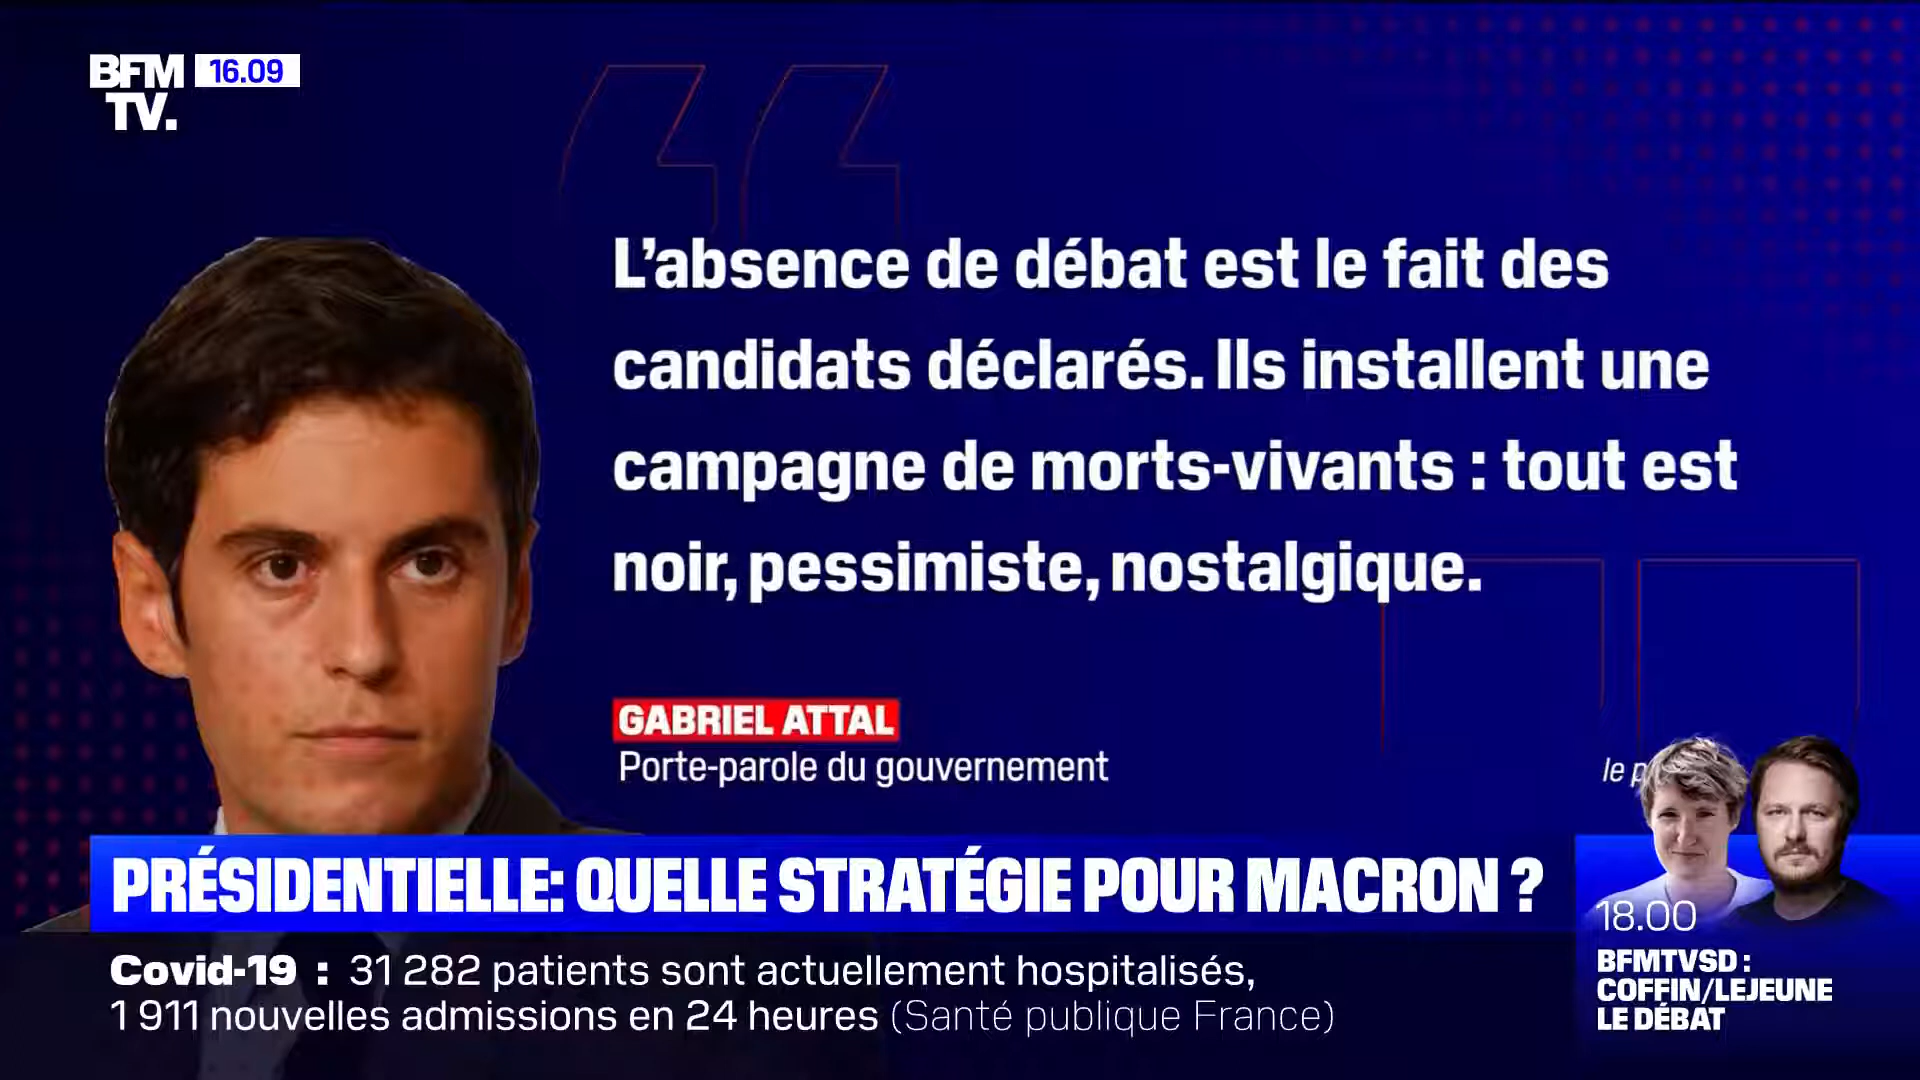 BFM
TV.
16.09
L'absence de débat est le fait des
candidats déclarés. Ils installent une
campagne de morts-vivants : tout est
noir, pessimiste, nostalgique.
GABRIEL ATTAL
Porte-parole du gouvernement
le
PRÉSIDENTIELLE: QUELLE STRATÉGIE POUR MACRON ?
Covid-19 : 31 282 patients sont actuellement hospitalisés,
1 911 nouvelles admissions en 24 heures (Santé publique France)
18.00
BFMTVSD :
COFFIN/LEJEUNE
LE DÉBAT